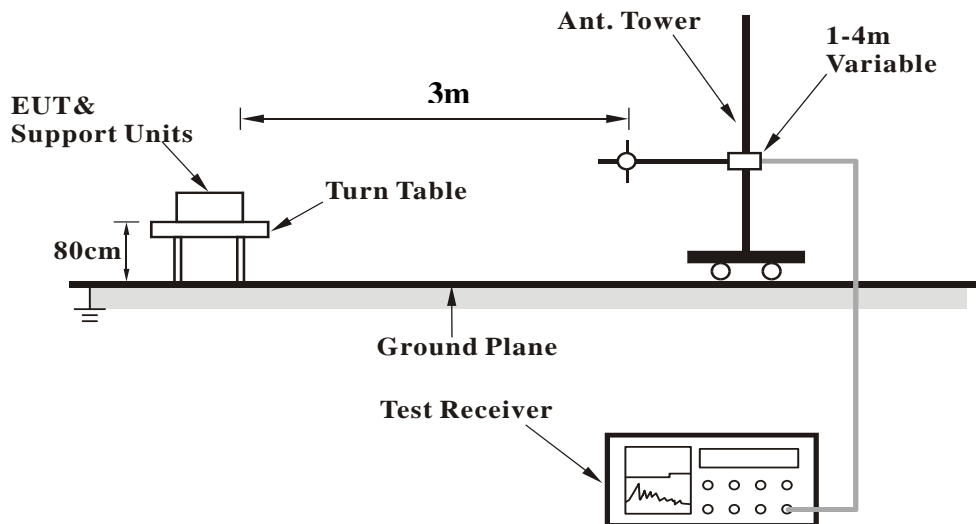 Ant. Tower
1-4m
Variable
3m
EUT&
Support Units
Turn Table
80cm
Ground Plane
Test Receiver